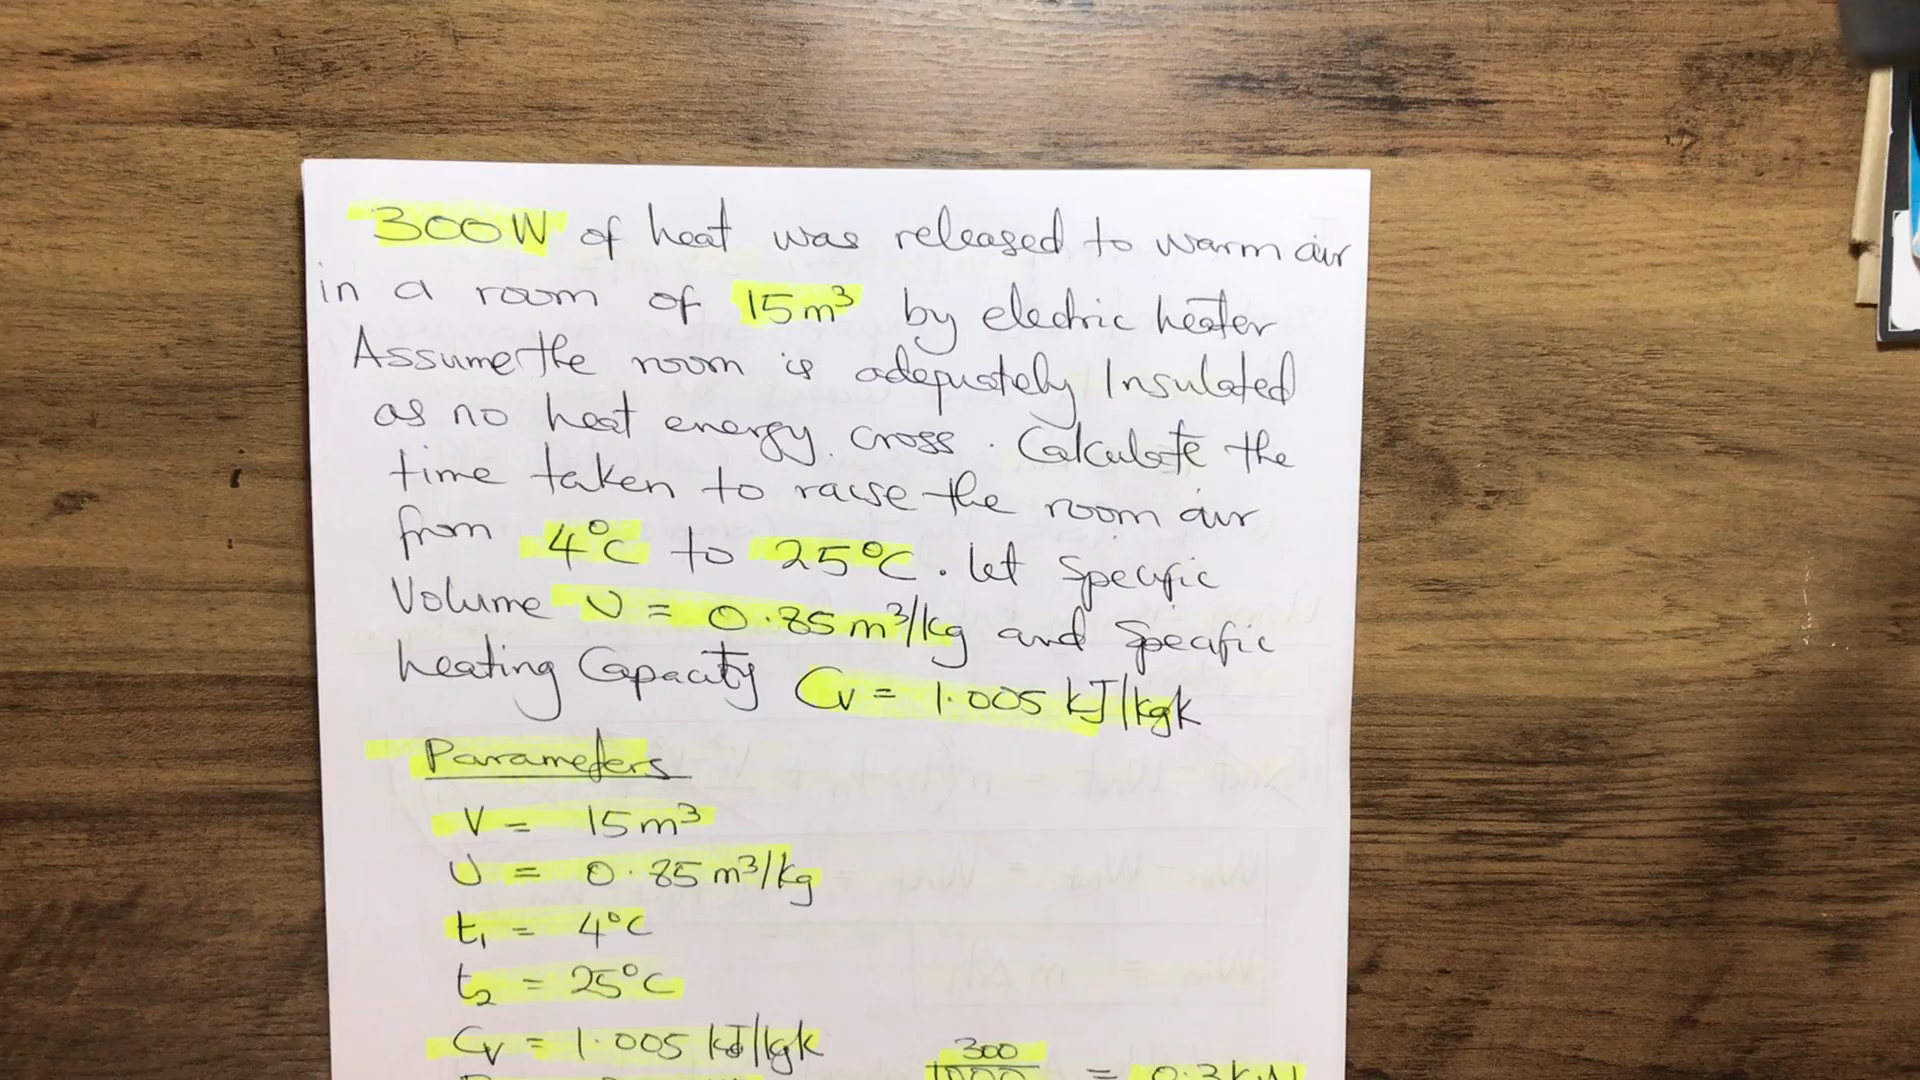 300W of heat was released to warm air
in a room of 15m³ by electric heater
Assume the room is adequately Insulated
as no heat energy cross. Calculate the
time taken to raise the room air
from 4°C to 25°C. let Specific
Volume υ = 0.85 m³/kg and Specific
heating Capacity Cv = 1.005 kJ/kgk
Parameters
V = 15m³
υ = 0.85 m³/kg
t₁ = 4°C
t₂ = 25°C
Cv = 1.005 kJ/kgk
300
1000 = 0.3kW